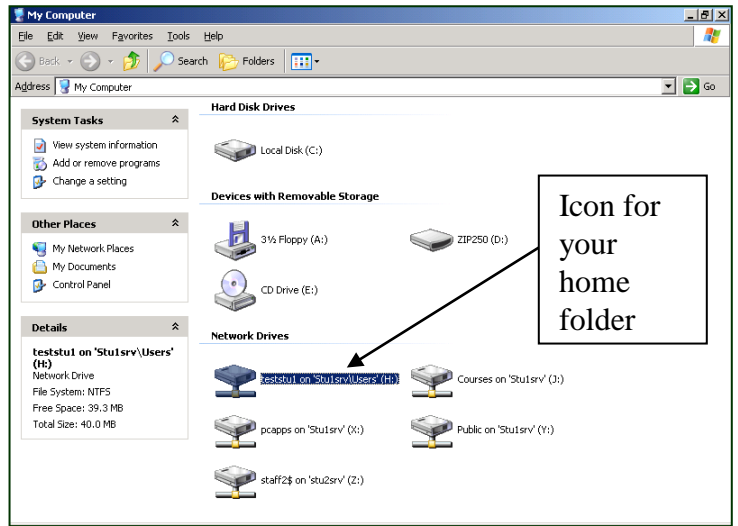 My Computer
File Edit View Favorites Tools Help
Back Search Folders
Address My Computer Go
System Tasks
View system information
Add or remove programs
Change a setting
Other Places
My Network Places
My Documents
Control Panel
Details
teststu1 on 'Stu1srv\Users'
(H:)
Network Drive
File System: NTFS
Free Space: 39.3 MB
Total Size: 40.0 MB
Hard Disk Drives
Local Disk (C:)
Devices with Removable Storage
3½ Floppy (A:)
ZIP250 (D:)
CD Drive (E:)
Network Drives
teststu1 on 'Stu1srv\Users' (H:)
Courses on 'Stu1srv' (J:)
pcapps on 'Stu1srv' (X:)
Public on 'Stu1srv' (Y:)
staff2$ on 'stu2srv' (Z:)
Icon for
your
home
folder